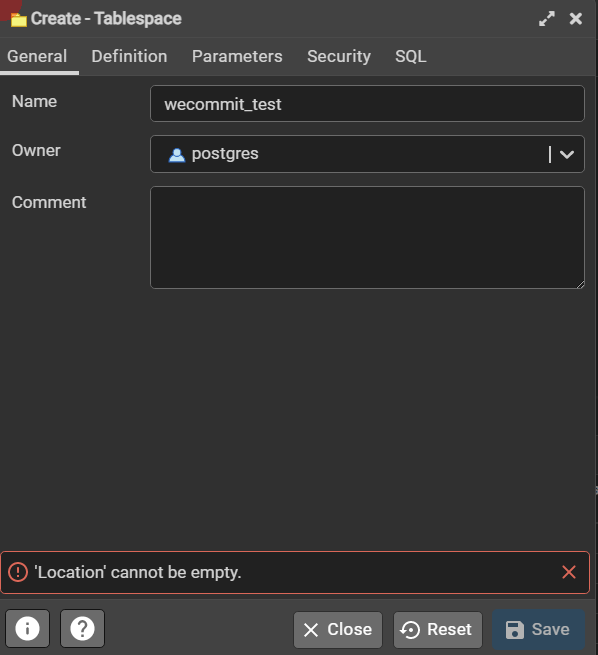 Create - Tablespace
General Definition Parameters Security SQL
Name wecommit_test
Owner postgres
Comment
'Location' cannot be empty.
Close Reset Save